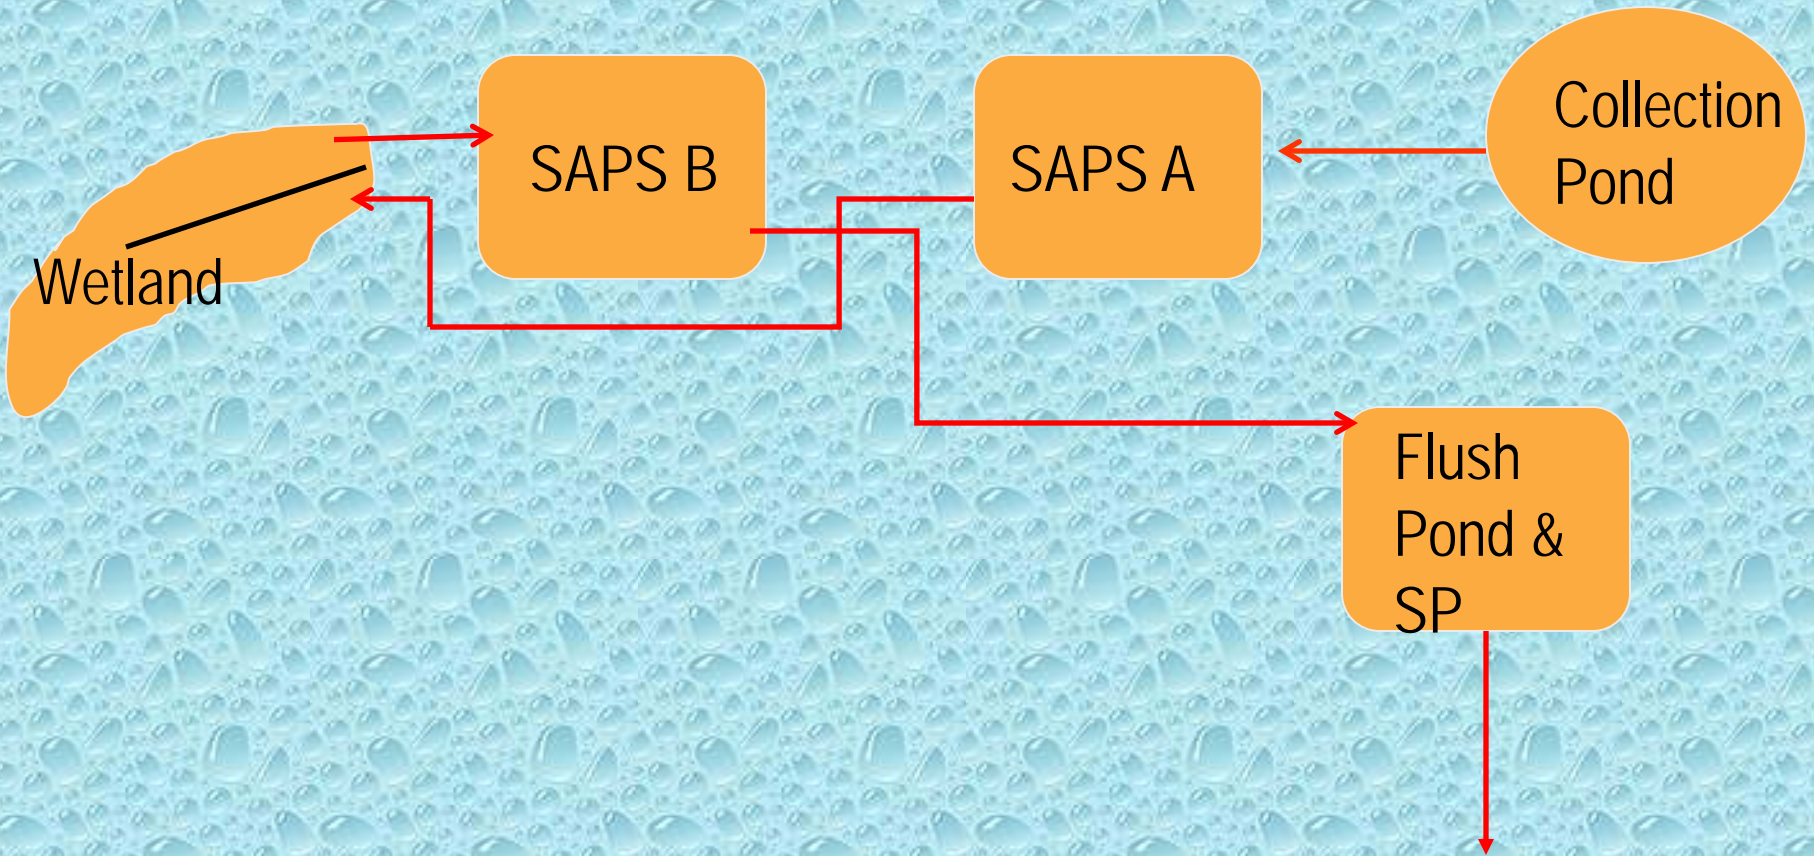 SAPS B
SAPS A
Collection
Pond
Wetland
Flush
Pond &
SP